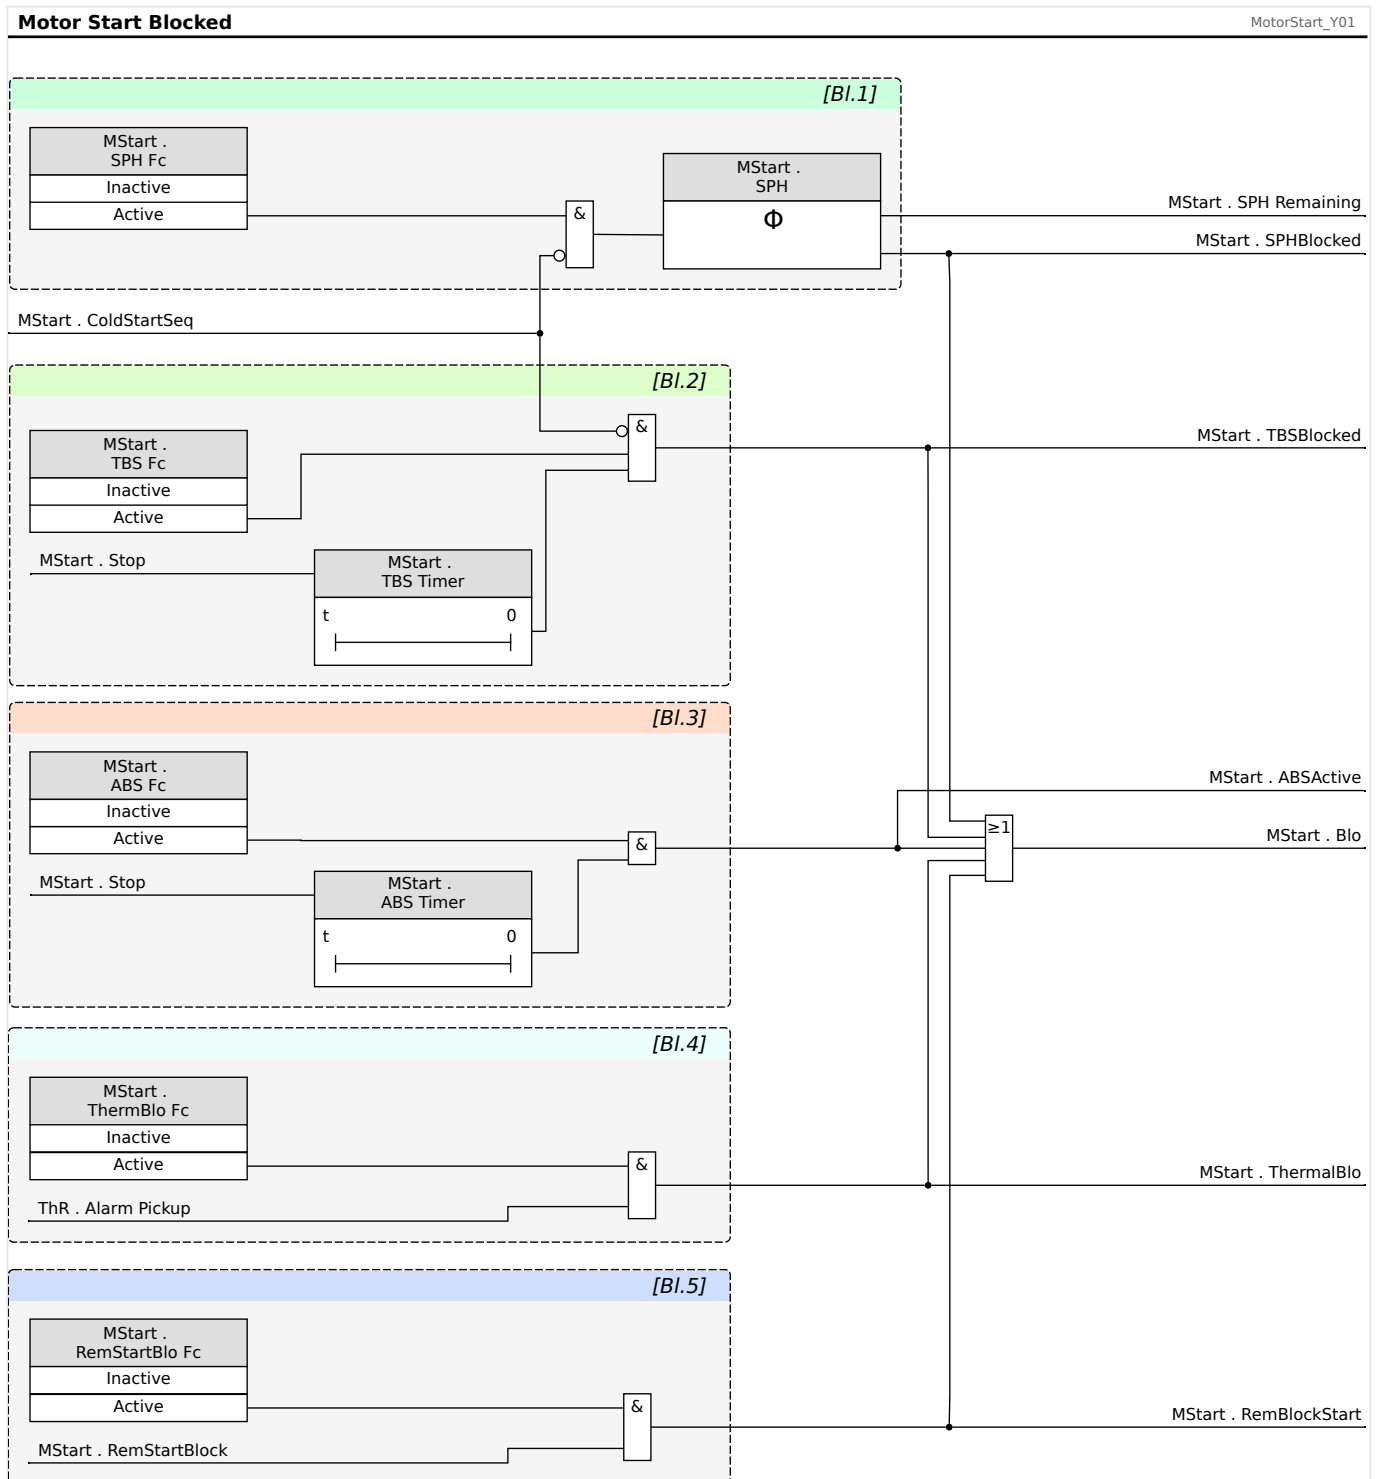 Motor Start Blocked
MotorStart_Y01
[Bl.1]
MStart .
SPH Fc
Inactive
Active
&
MStart .
SPH
Φ
MStart . SPH Remaining
MStart . SPHBlocked
MStart . ColdStartSeq
[Bl.2]
MStart .
TBS Fc
Inactive
Active
&
MStart . TBSBlocked
MStart . Stop
MStart .
TBS Timer
t 0
[Bl.3]
MStart .
ABS Fc
Inactive
Active
&
MStart . ABSActive
≥1
MStart . Blo
MStart . Stop
MStart .
ABS Timer
t 0
[Bl.4]
MStart .
ThermBlo Fc
Inactive
Active
&
MStart . ThermalBlo
ThR . Alarm Pickup
[Bl.5]
MStart .
RemStartBlo Fc
Inactive
Active
&
MStart . RemBlockStart
MStart . RemStartBlock